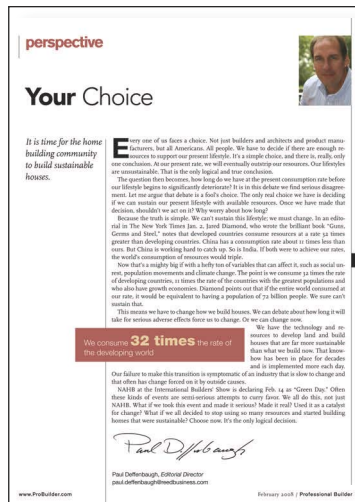 perspective
Your Choice
It is time for the home
building community
to build sustainable
houses.
Every one of us faces a choice. Not just builders and architects and product manu-
facturers, but all Americans. All people. We have to decide if there are enough re-
sources to support our present lifestyle. It's a simple choice, and there is, really, only
one conclusion. At our present rate, we will eventually outstrip our resources. Our lifestyles
are unsustainable. That is the only logical and true conclusion.
The question then becomes, how long do we have at the present consumption rate before
our lifestyle begins to significantly deteriorate? It is in this debate we find serious disagree-
ment. Let me argue that debate is a fool's choice. The only real choice we have is deciding
if we can sustain our present lifestyle with available resources. Once we have made that
decision, shouldn't we act on it? Why worry about how long?
Because the truth is simple. We can't sustain this lifestyle; we must change. In an edito-
rial in The New York Times Jan. 2, Jared Diamond, who wrote the brilliant book "Guns,
Germs and Steel," notes that developed countries consume resources at a rate 32 times
greater than developing countries. China has a consumption rate about 11 times less than
ours. But China is working hard to catch up. So is India. If both were to achieve our rates,
the world's consumption of resources would triple.
Now that's a mighty big if with a hefty ton of variables that can affect it, such as social un-
rest, population movements and climate change. The point is we consume 32 times the rate
of developing countries, 11 times the rate of the countries with the greatest populations and
who also have growth economies. Diamond points out that if the entire world consumed at
our rate, it would be equivalent to having a population of 72 billion people. We sure can't
sustain that.
This means we have to change how we build houses. We can debate about how long it will
take for serious adverse effects force us to change. Or we can change now.
We have the technology and re-
sources to develop land and build
houses that are far more sustainable
than what we build now. That know-
how has been in place for decades
and is implemented more each day.
We consume 32 times the rate of
the developing world
Our failure to make this transition is symptomatic of an industry that is slow to change and
that often has change forced on it by outside causes.
NAHB at the International Builders' Show is declaring Feb. 14 as "Green Day." Often
these kinds of events are semi-serious attempts to curry favor. We all do this, not just
NAHB. What if we took this event and made it serious? Made it real? Used it as a catalyst
for change? What if we all decided to stop using so many resources and started building
homes that were sustainable? Choose now. It's the only logical decision.
Paul Deffenbaugh
Paul Deffenbaugh, Editorial Director
paul.deffenbaugh@reedbusiness.com
www.ProBuilder.com
February 2008 / Professional Builder